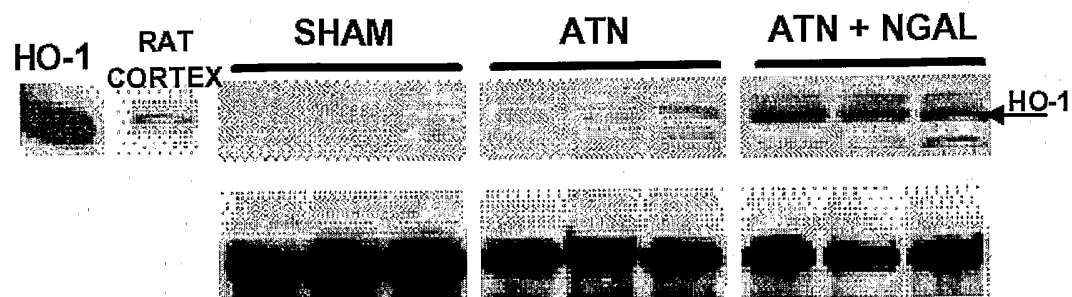 HO-1
RAT
CORTEX
SHAM
ATN
ATN + NGAL
HO-1